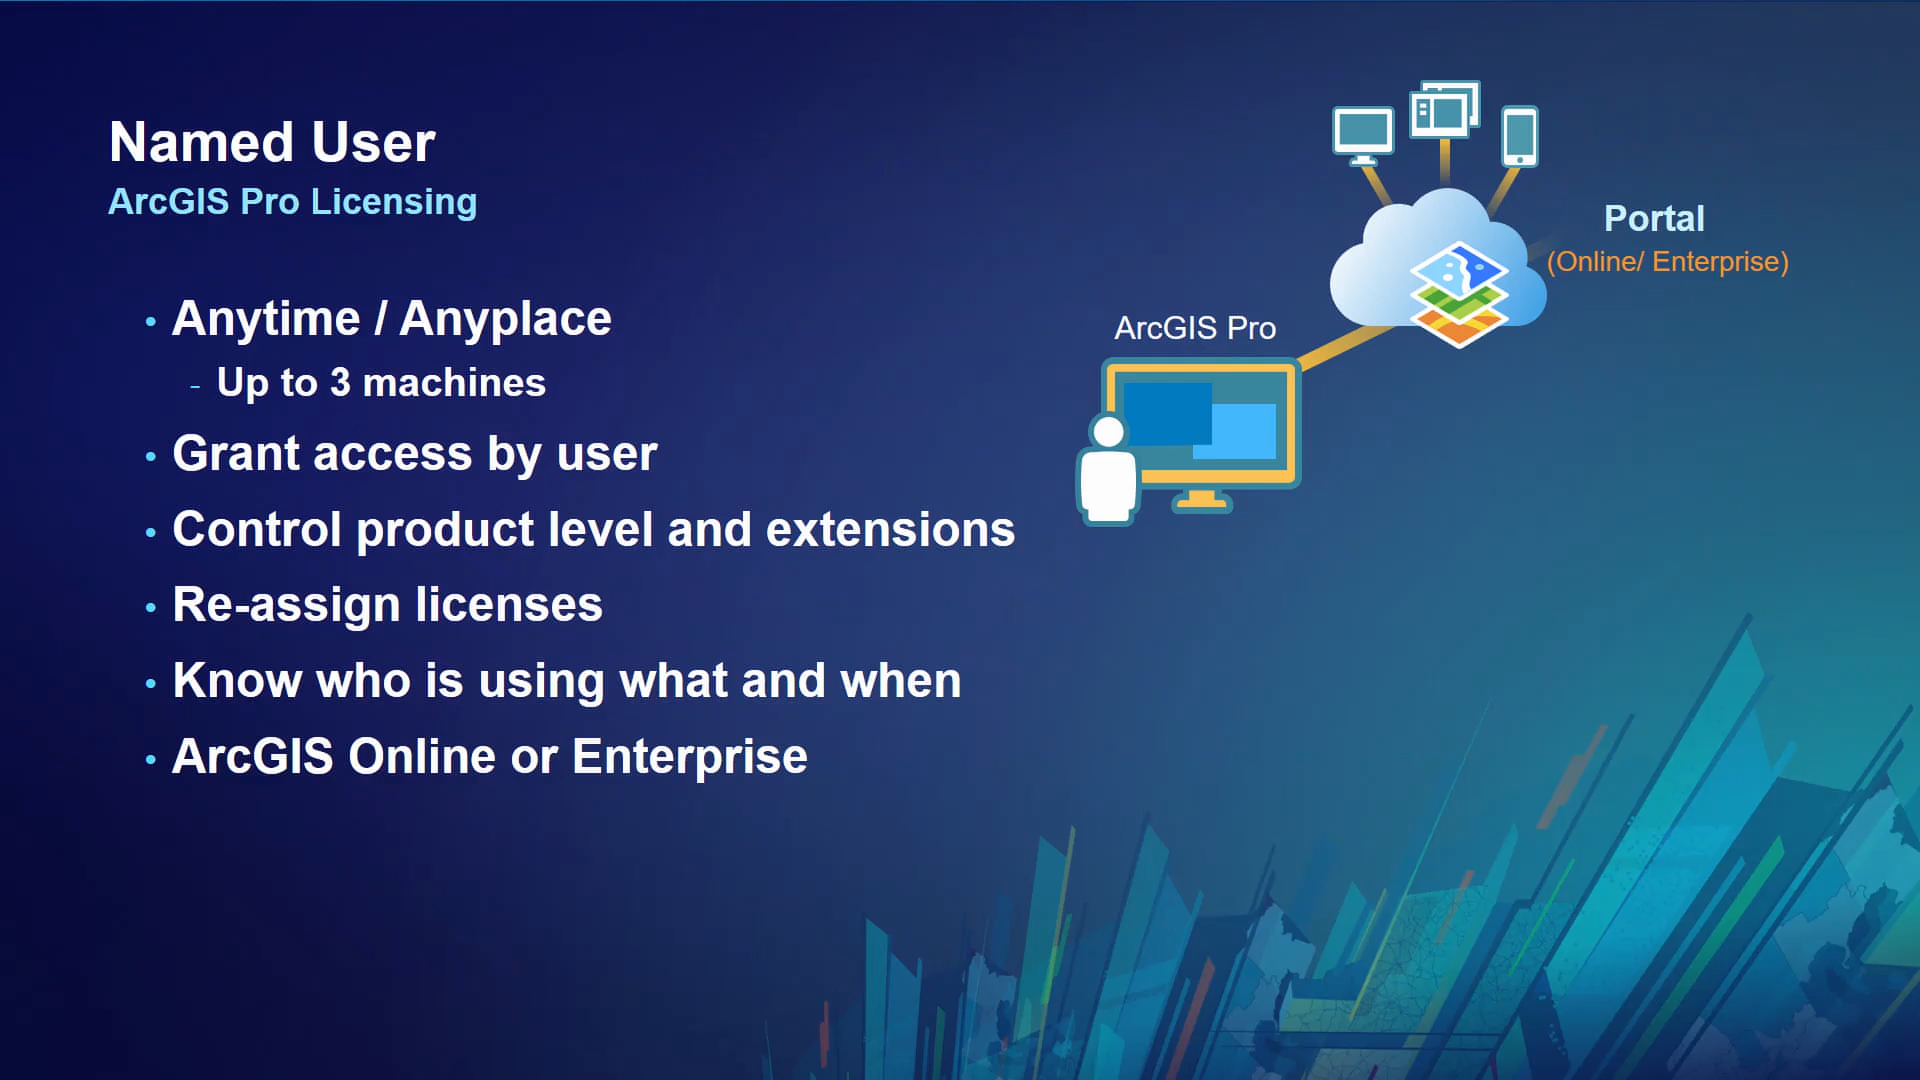 Named User
ArcGIS Pro Licensing
• Anytime / Anyplace
- Up to 3 machines
• Grant access by user
• Control product level and extensions
• Re-assign licenses
• Know who is using what and when
• ArcGIS Online or Enterprise
Portal
(Online/ Enterprise)
ArcGIS Pro